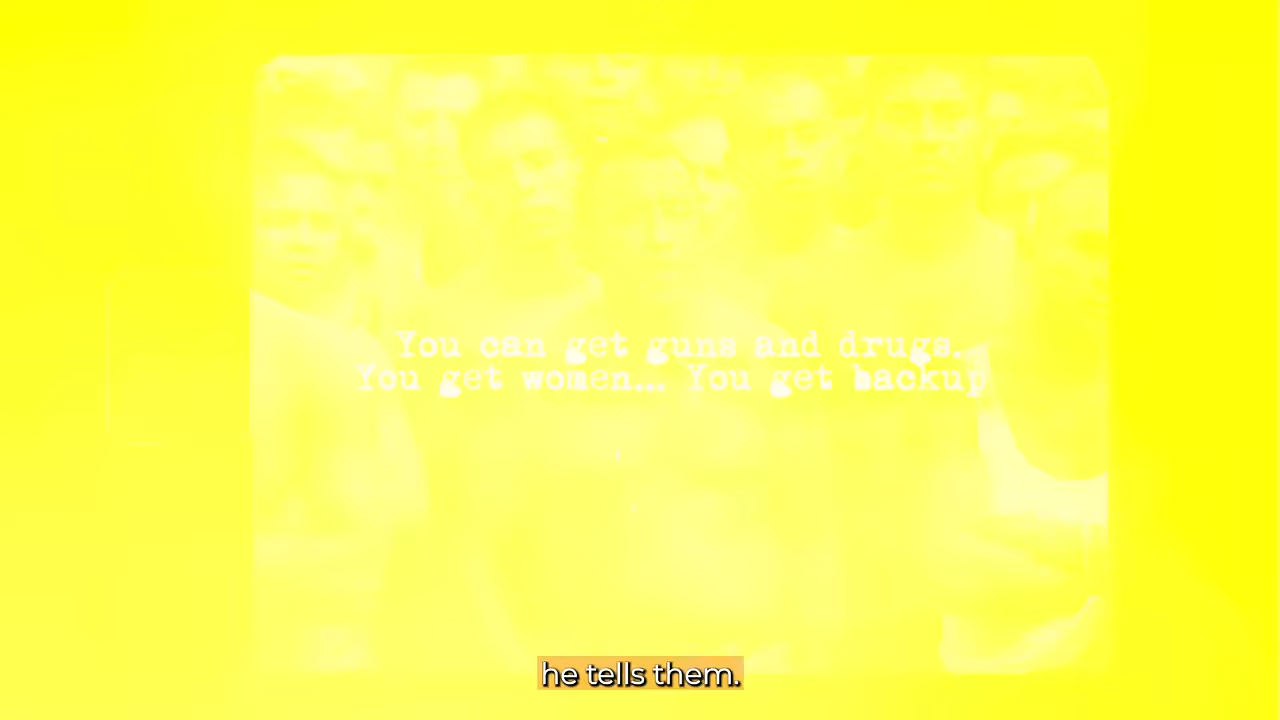 You can get guns and drugs.
You get women... You get backup
he tells them.